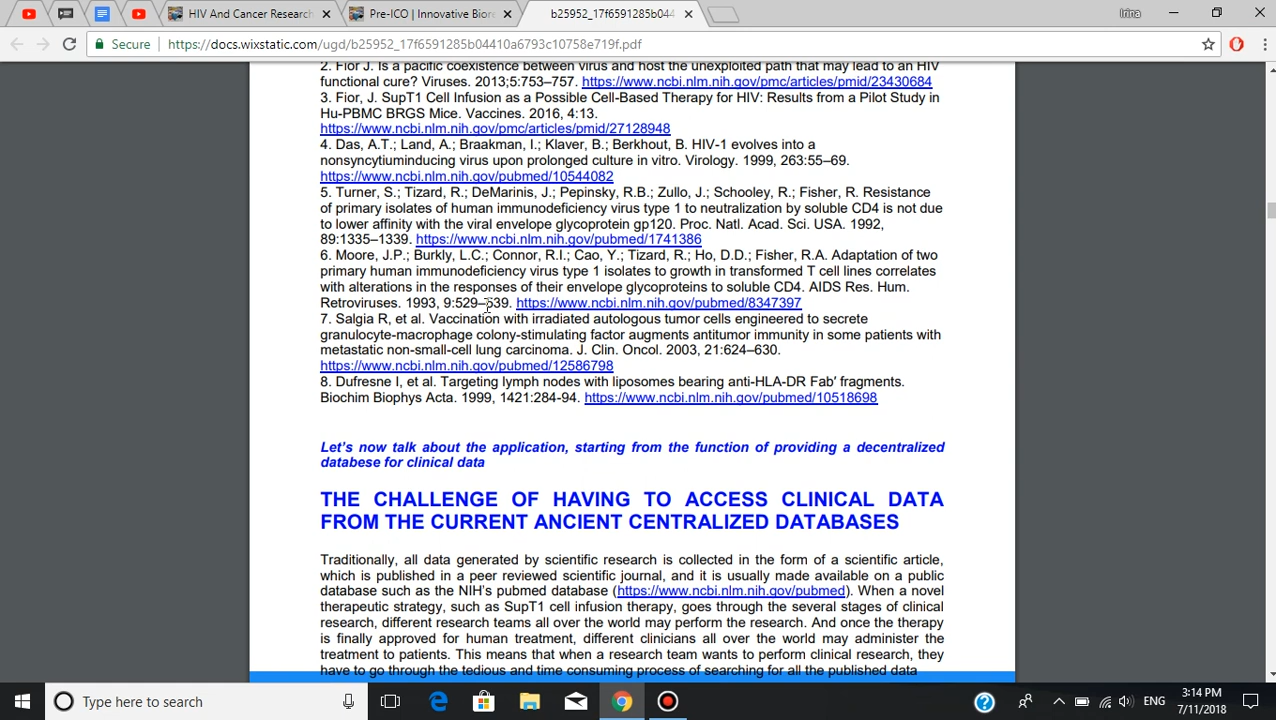 HIV And Cancer Research
Pre-ICO | Innovative Biore
b25952_17f6591285b044
Irina
Secure
https://docs.wixstatic.com/ugd/b25952_17f6591285b04410a6793c10758e719f.pdf
2. Fior J. Is a pacific coexistence between virus and host the unexploited path that may lead to an HIV
functional cure? Viruses. 2013;5:753–757. https://www.ncbi.nlm.nih.gov/pmc/articles/pmid/23430684
3. Fior, J. SupT1 Cell Infusion as a Possible Cell-Based Therapy for HIV: Results from a Pilot Study in
Hu-PBMC BRGS Mice. Vaccines. 2016, 4:13.
https://www.ncbi.nlm.nih.gov/pmc/articles/pmid/27128948
4. Das, A.T.; Land, A.; Braakman, I.; Klaver, B.; Berkhout, B. HIV-1 evolves into a
nonsyncytiuminducing virus upon prolonged culture in vitro. Virology. 1999, 263:55–69.
https://www.ncbi.nlm.nih.gov/pubmed/10544082
5. Turner, S.; Tizard, R.; DeMarinis, J.; Pepinsky, R.B.; Zullo, J.; Schooley, R.; Fisher, R. Resistance
of primary isolates of human immunodeficiency virus type 1 to neutralization by soluble CD4 is not due
to lower affinity with the viral envelope glycoprotein gp120. Proc. Natl. Acad. Sci. USA. 1992,
89:1335–1339. https://www.ncbi.nlm.nih.gov/pubmed/1741386
6. Moore, J.P.; Burkly, L.C.; Connor, R.I.; Cao, Y.; Tizard, R.; Ho, D.D.; Fisher, R.A. Adaptation of two
primary human immunodeficiency virus type 1 isolates to growth in transformed T cell lines correlates
with alterations in the responses of their envelope glycoproteins to soluble CD4. AIDS Res. Hum.
Retroviruses. 1993, 9:529–539. https://www.ncbi.nlm.nih.gov/pubmed/8347397
7. Salgia R, et al. Vaccination with irradiated autologous tumor cells engineered to secrete
granulocyte-macrophage colony-stimulating factor augments antitumor immunity in some patients with
metastatic non-small-cell lung carcinoma. J. Clin. Oncol. 2003, 21:624–630.
https://www.ncbi.nlm.nih.gov/pubmed/12586798
8. Dufresne I, et al. Targeting lymph nodes with liposomes bearing anti-HLA-DR Fab′ fragments.
Biochim Biophys Acta. 1999, 1421:284-94. https://www.ncbi.nlm.nih.gov/pubmed/10518698
Let's now talk about the application, starting from the function of providing a decentralized
databese for clinical data
THE CHALLENGE OF HAVING TO ACCESS CLINICAL DATA
FROM THE CURRENT ANCIENT CENTRALIZED DATABASES
Traditionally, all data generated by scientific research is collected in the form of a scientific article,
which is published in a peer reviewed scientific journal, and it is usually made available on a public
database such as the NIH's pubmed database (https://www.ncbi.nlm.nih.gov/pubmed). When a novel
therapeutic strategy, such as SupT1 cell infusion therapy, goes through the several stages of clinical
research, different research teams all over the world may perform the research. And once the therapy
is finally approved for human treatment, different clinicians all over the world may administer the
treatment to patients. This means that when a research team wants to perform clinical research, they
have to go through the tedious and time consuming process of searching for all the published data
Type here to search
ENG
3:14 PM
7/11/2018